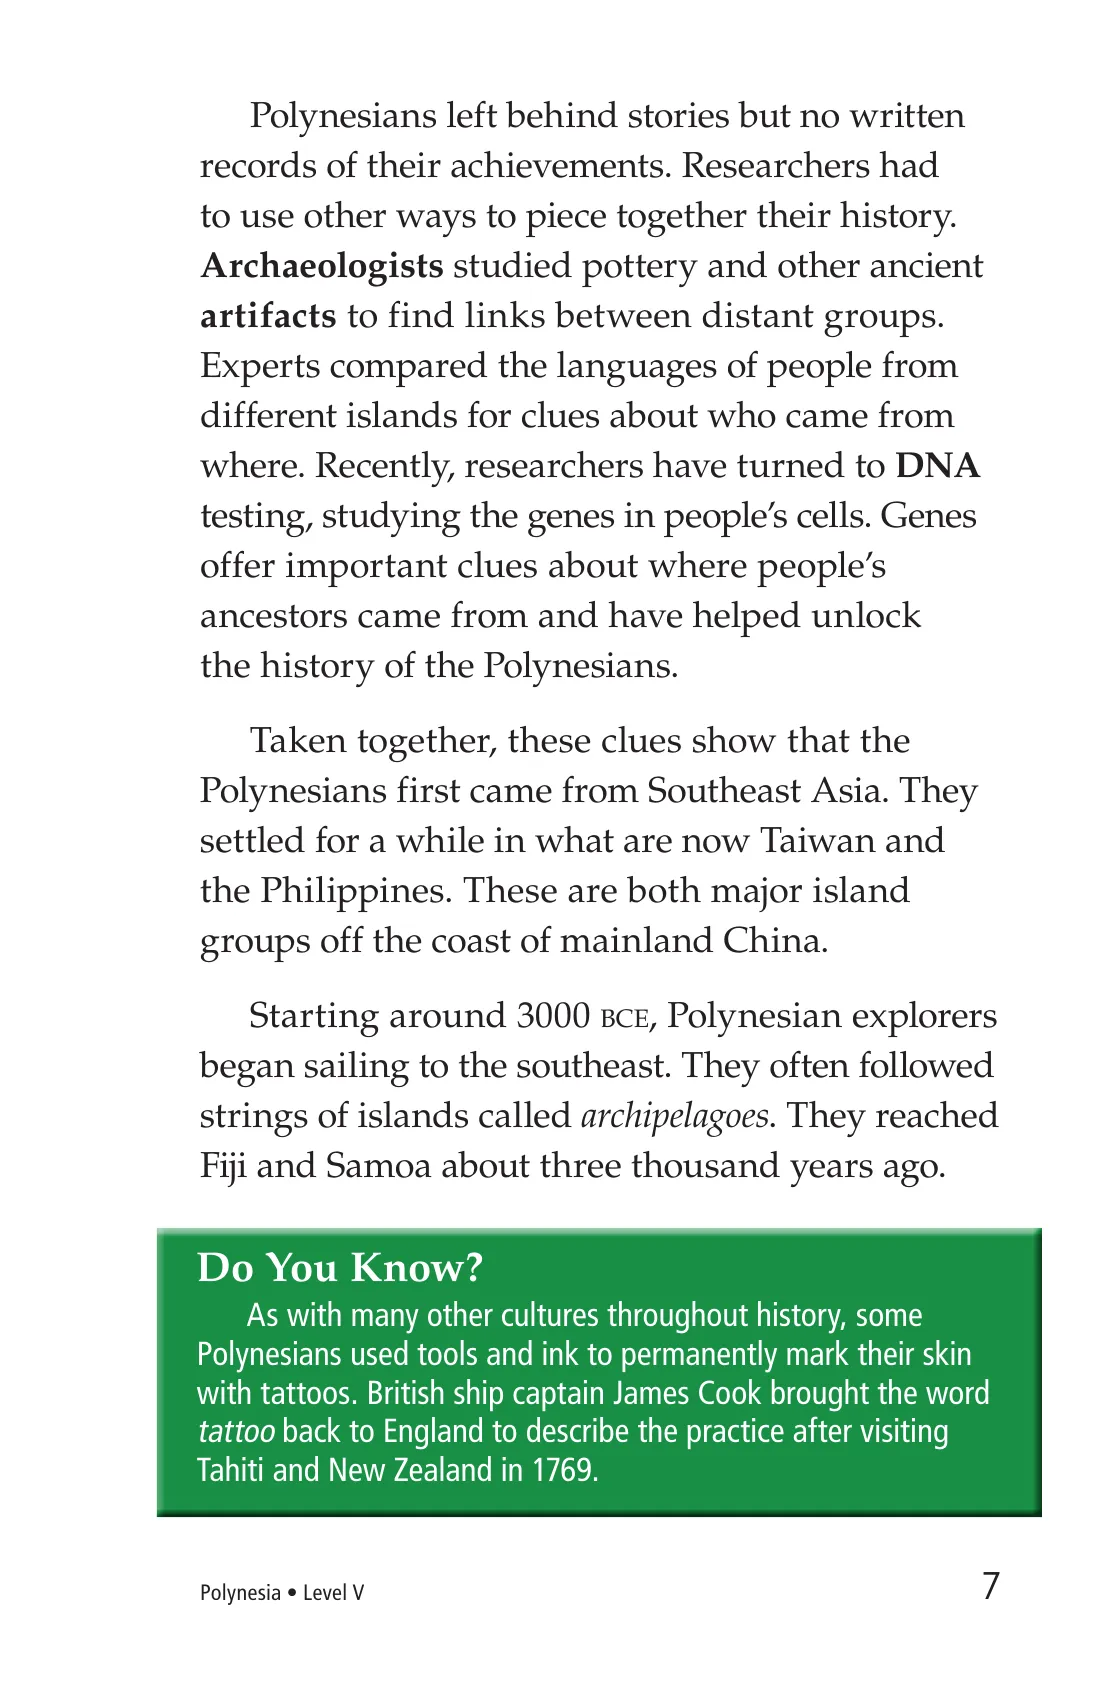 Polynesians left behind stories but no written
records of their achievements. Researchers had
to use other ways to piece together their history.
Archaeologists studied pottery and other ancient
artifacts to find links between distant groups.
Experts compared the languages of people from
different islands for clues about who came from
where. Recently, researchers have turned to DNA
testing, studying the genes in people’s cells. Genes
offer important clues about where people’s
ancestors came from and have helped unlock
the history of the Polynesians.
Taken together, these clues show that the
Polynesians first came from Southeast Asia. They
settled for a while in what are now Taiwan and
the Philippines. These are both major island
groups off the coast of mainland China.
Starting around 3000 BCE, Polynesian explorers
began sailing to the southeast. They often followed
strings of islands called archipelagoes. They reached
Fiji and Samoa about three thousand years ago.
Do You Know?
As with many other cultures throughout history, some
Polynesians used tools and ink to permanently mark their skin
with tattoos. British ship captain James Cook brought the word
tattoo back to England to describe the practice after visiting
Tahiti and New Zealand in 1769.
Polynesia • Level V
7